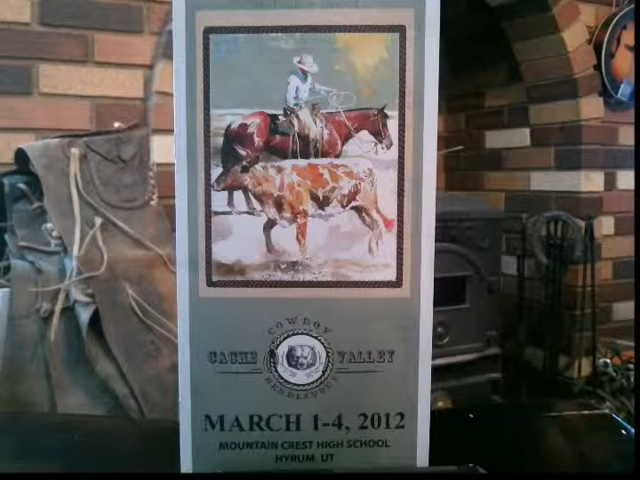 COWBOY
CACHE VALLEY
RENDEZVOUS
MARCH 1-4, 2012
MOUNTAIN CREST HIGH SCHOOL
HYRUM, UT